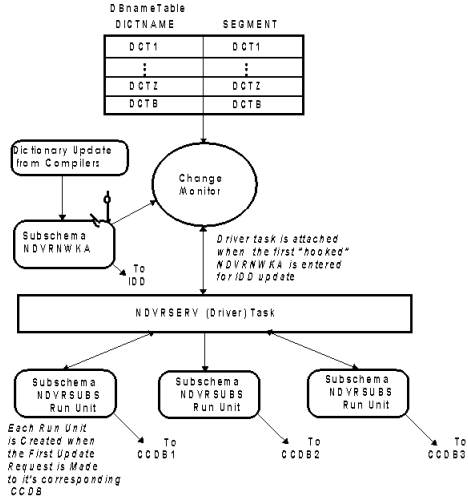 DBnameTable
DICTNAME SEGMENT
DCT1 DCT1
DCTZ DCTZ
DCTB DCTB
Dictionary Update
from Compilers
Change
Monitor
Subschema
NDVRNWKA
To
IDD
Driver task is attached
when the first "hooked"
NDVRNWKA is entered
for IDD update
NDVRSERV (Driver) Task
Subschema
NDVRSUBS
Run Unit
Subschema
NDVRSUBS
Run Unit
Subschema
NDVRSUBS
Run Unit
Each Run Unit
is Created when
the First Update
Request is Made
to it's corresponding
CCDB
To
CCDB1
To
CCDB2
To
CCDB3